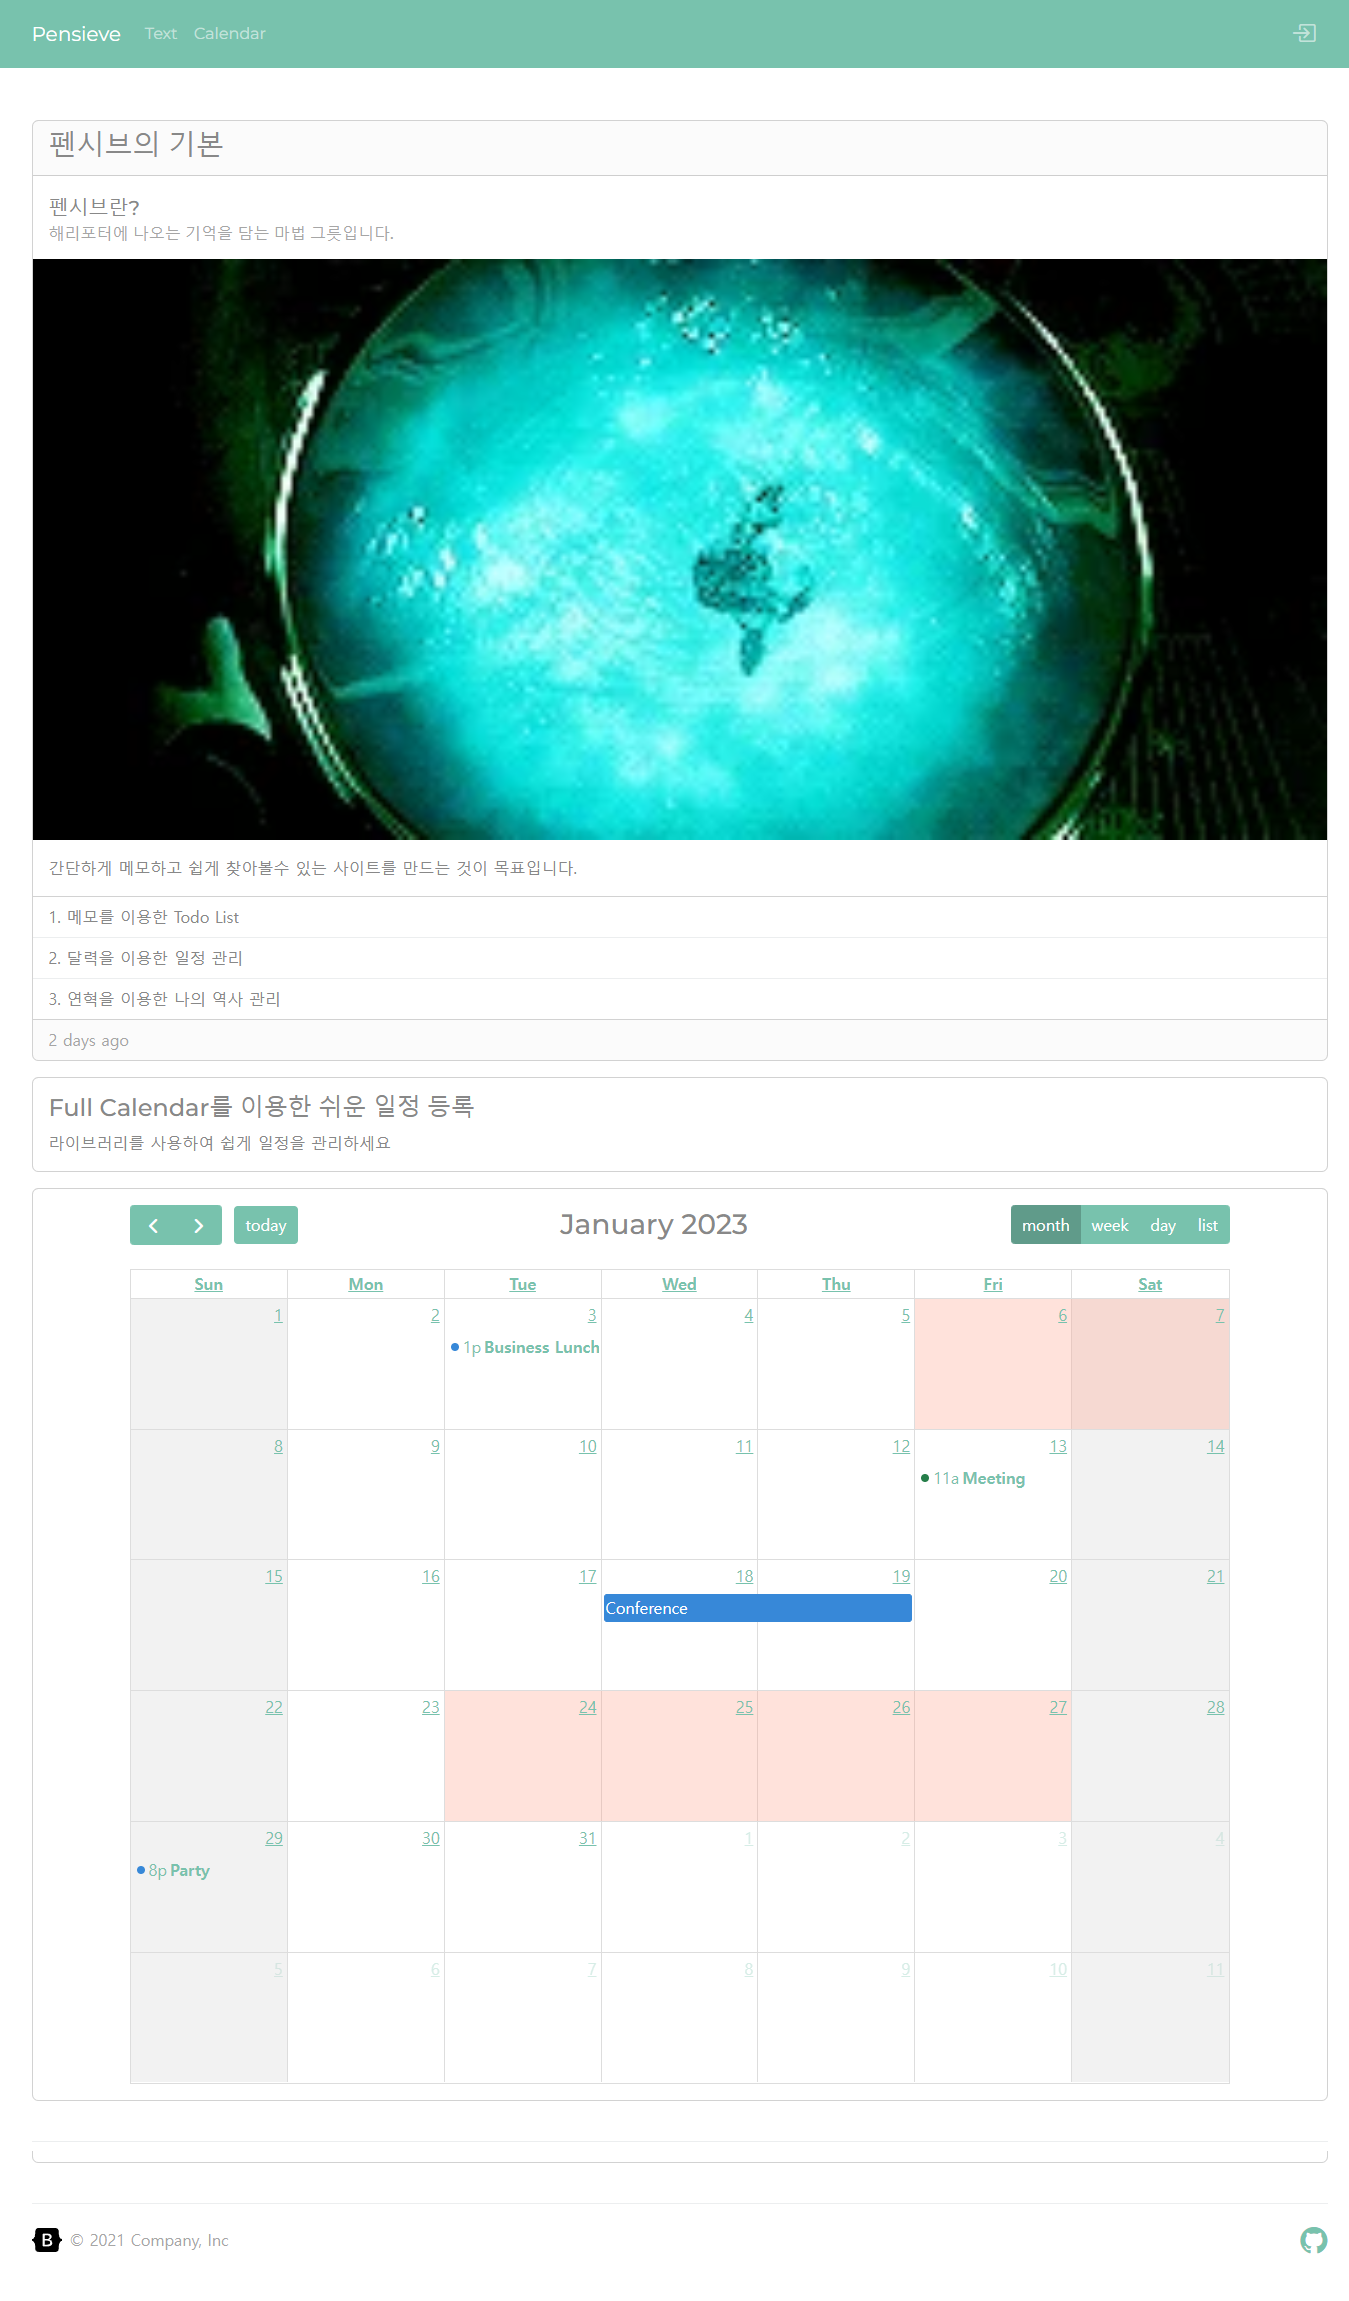 Pensieve Text Calendar
펜시브의 기본
펜시브란?
해리포터에 나오는 기억을 담는 마법 그릇입니다.
간단하게 메모하고 쉽게 찾아볼수 있는 사이트를 만드는 것이 목표입니다.
1. 메모를 이용한 Todo List
2. 달력을 이용한 일정 관리
3. 연혁을 이용한 나의 역사 관리
2 days ago
Full Calendar를 이용한 쉬운 일정 등록
라이브러리를 사용하여 쉽게 일정을 관리하세요
today January 2023 month week day list
Sun Mon Tue Wed Thu Fri Sat
1 2 3 4 5 6 7
1p Business Lunch
8 9 10 11 12 13 14
11a Meeting
15 16 17 18 19 20 21
Conference
22 23 24 25 26 27 28
29 30 31 1 2 3 4
8p Party
5 6 7 8 9 10 11
B © 2021 Company, Inc